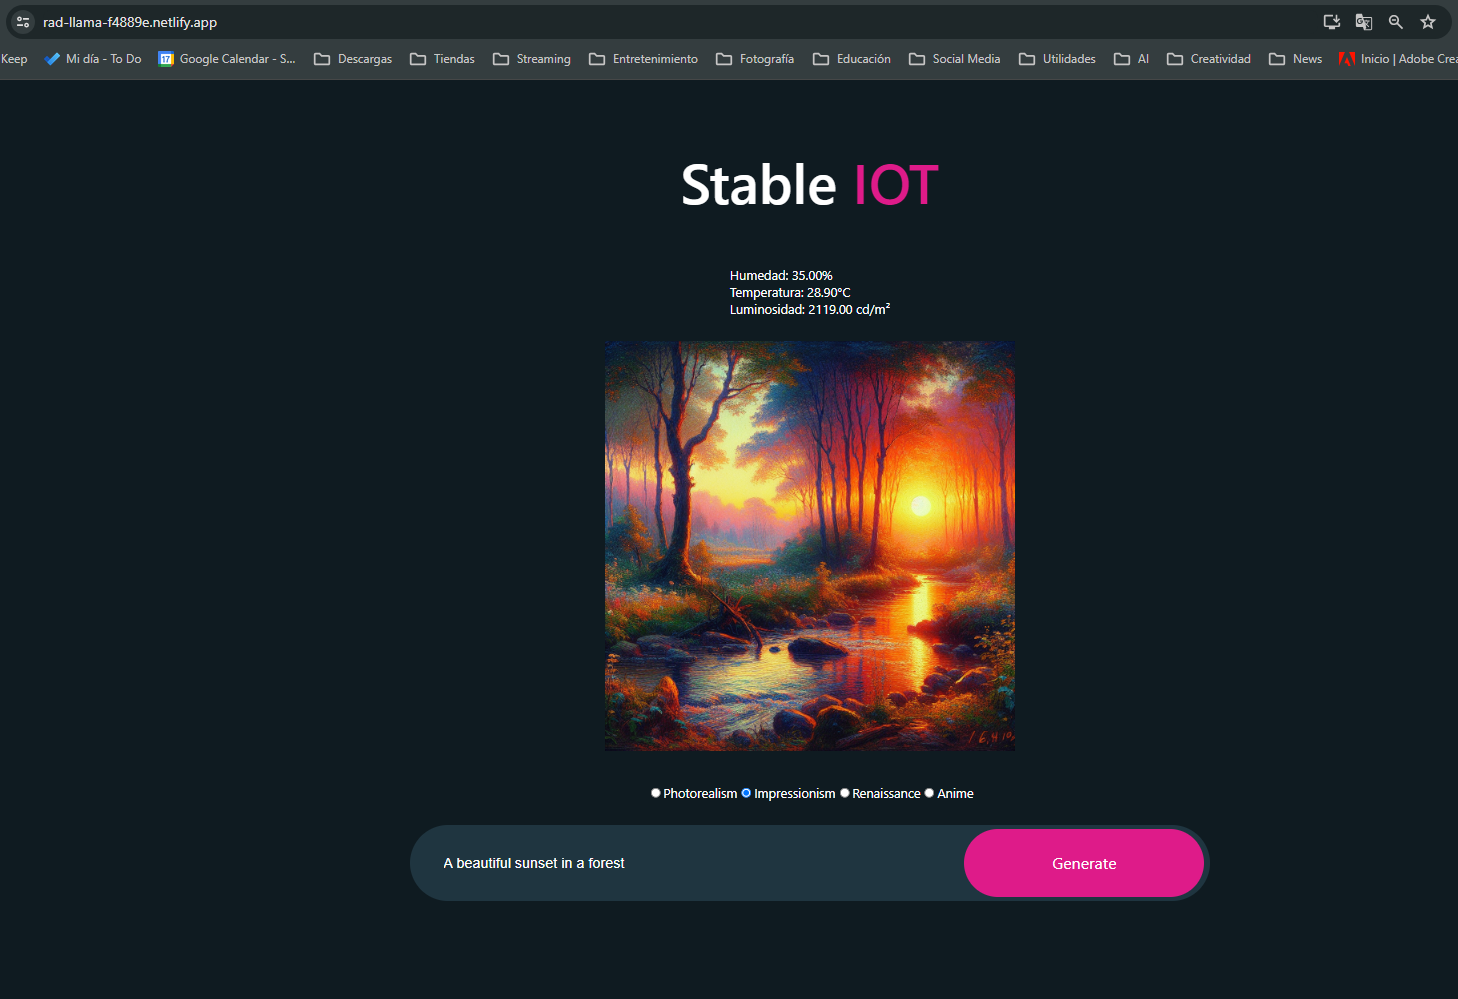 rad-llama-f4889e.netlify.app
Keep Mi día - To Do 17 Google Calendar - S... Descargas Tiendas Streaming Entretenimiento Fotografía Educación Social Media Utilidades AI Creatividad News Inicio | Adobe Crea
Stable IOT
Humedad: 35.00%
Temperatura: 28.90°C
Luminosidad: 2119.00 cd/m²
Photorealism Impressionism Renaissance Anime
A beautiful sunset in a forest
Generate